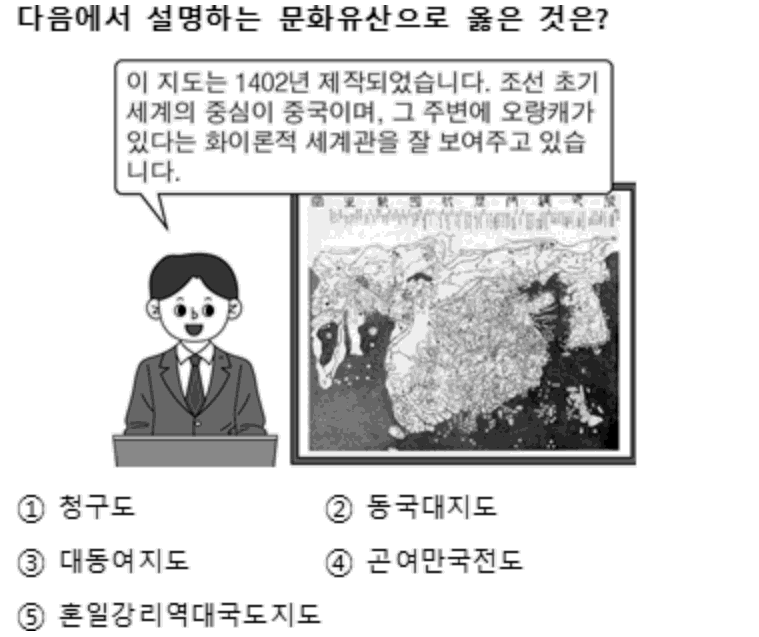 다음에서 설명하는 문화유산으로 옳은 것은?
이 지도는 1402년 제작되었습니다. 조선 초기
세계의 중심이 중국이며, 그 주변에 오랑캐가
있다는 화이론적 세계관을 잘 보여주고 있습
니다.
① 청구도
② 동국대지도
③ 대동여지도
④ 곤여만국전도
⑤ 혼일강리역대국도지도